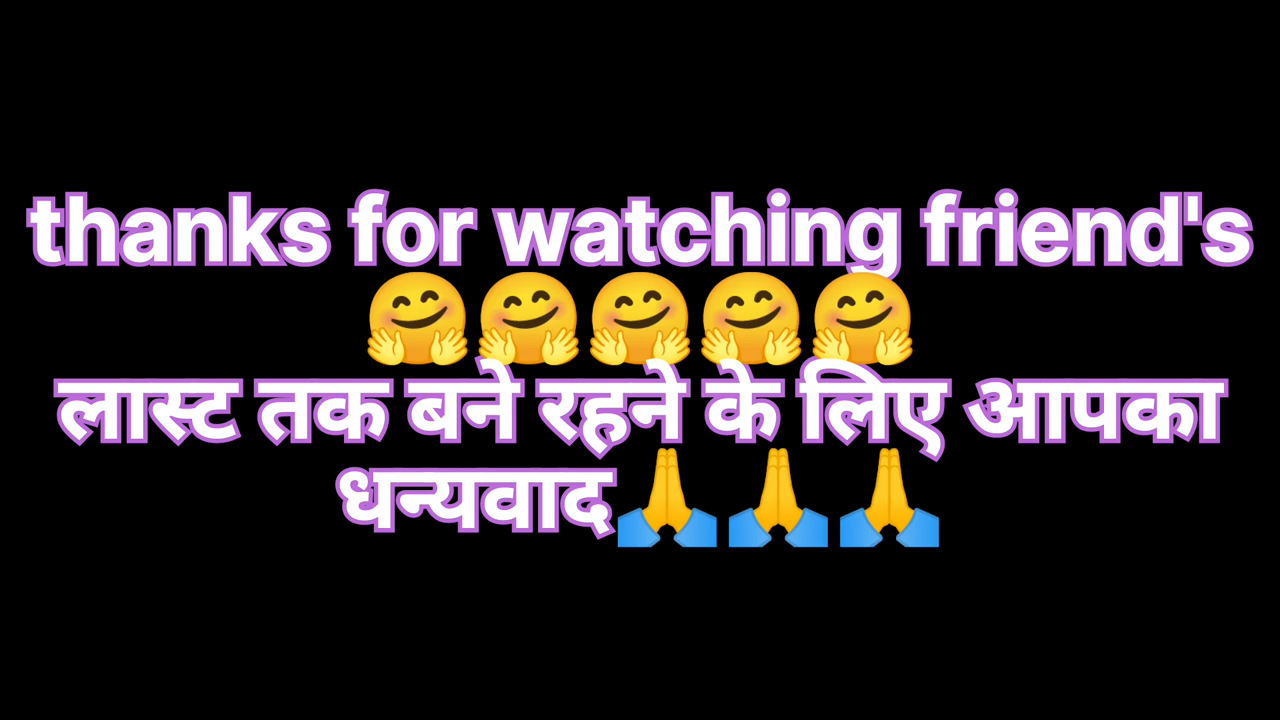 thanks for watching friend's
🤗🤗🤗🤗🤗
लास्ट तक बने रहने के लिए आपका
धन्यवाद🙏🙏🙏